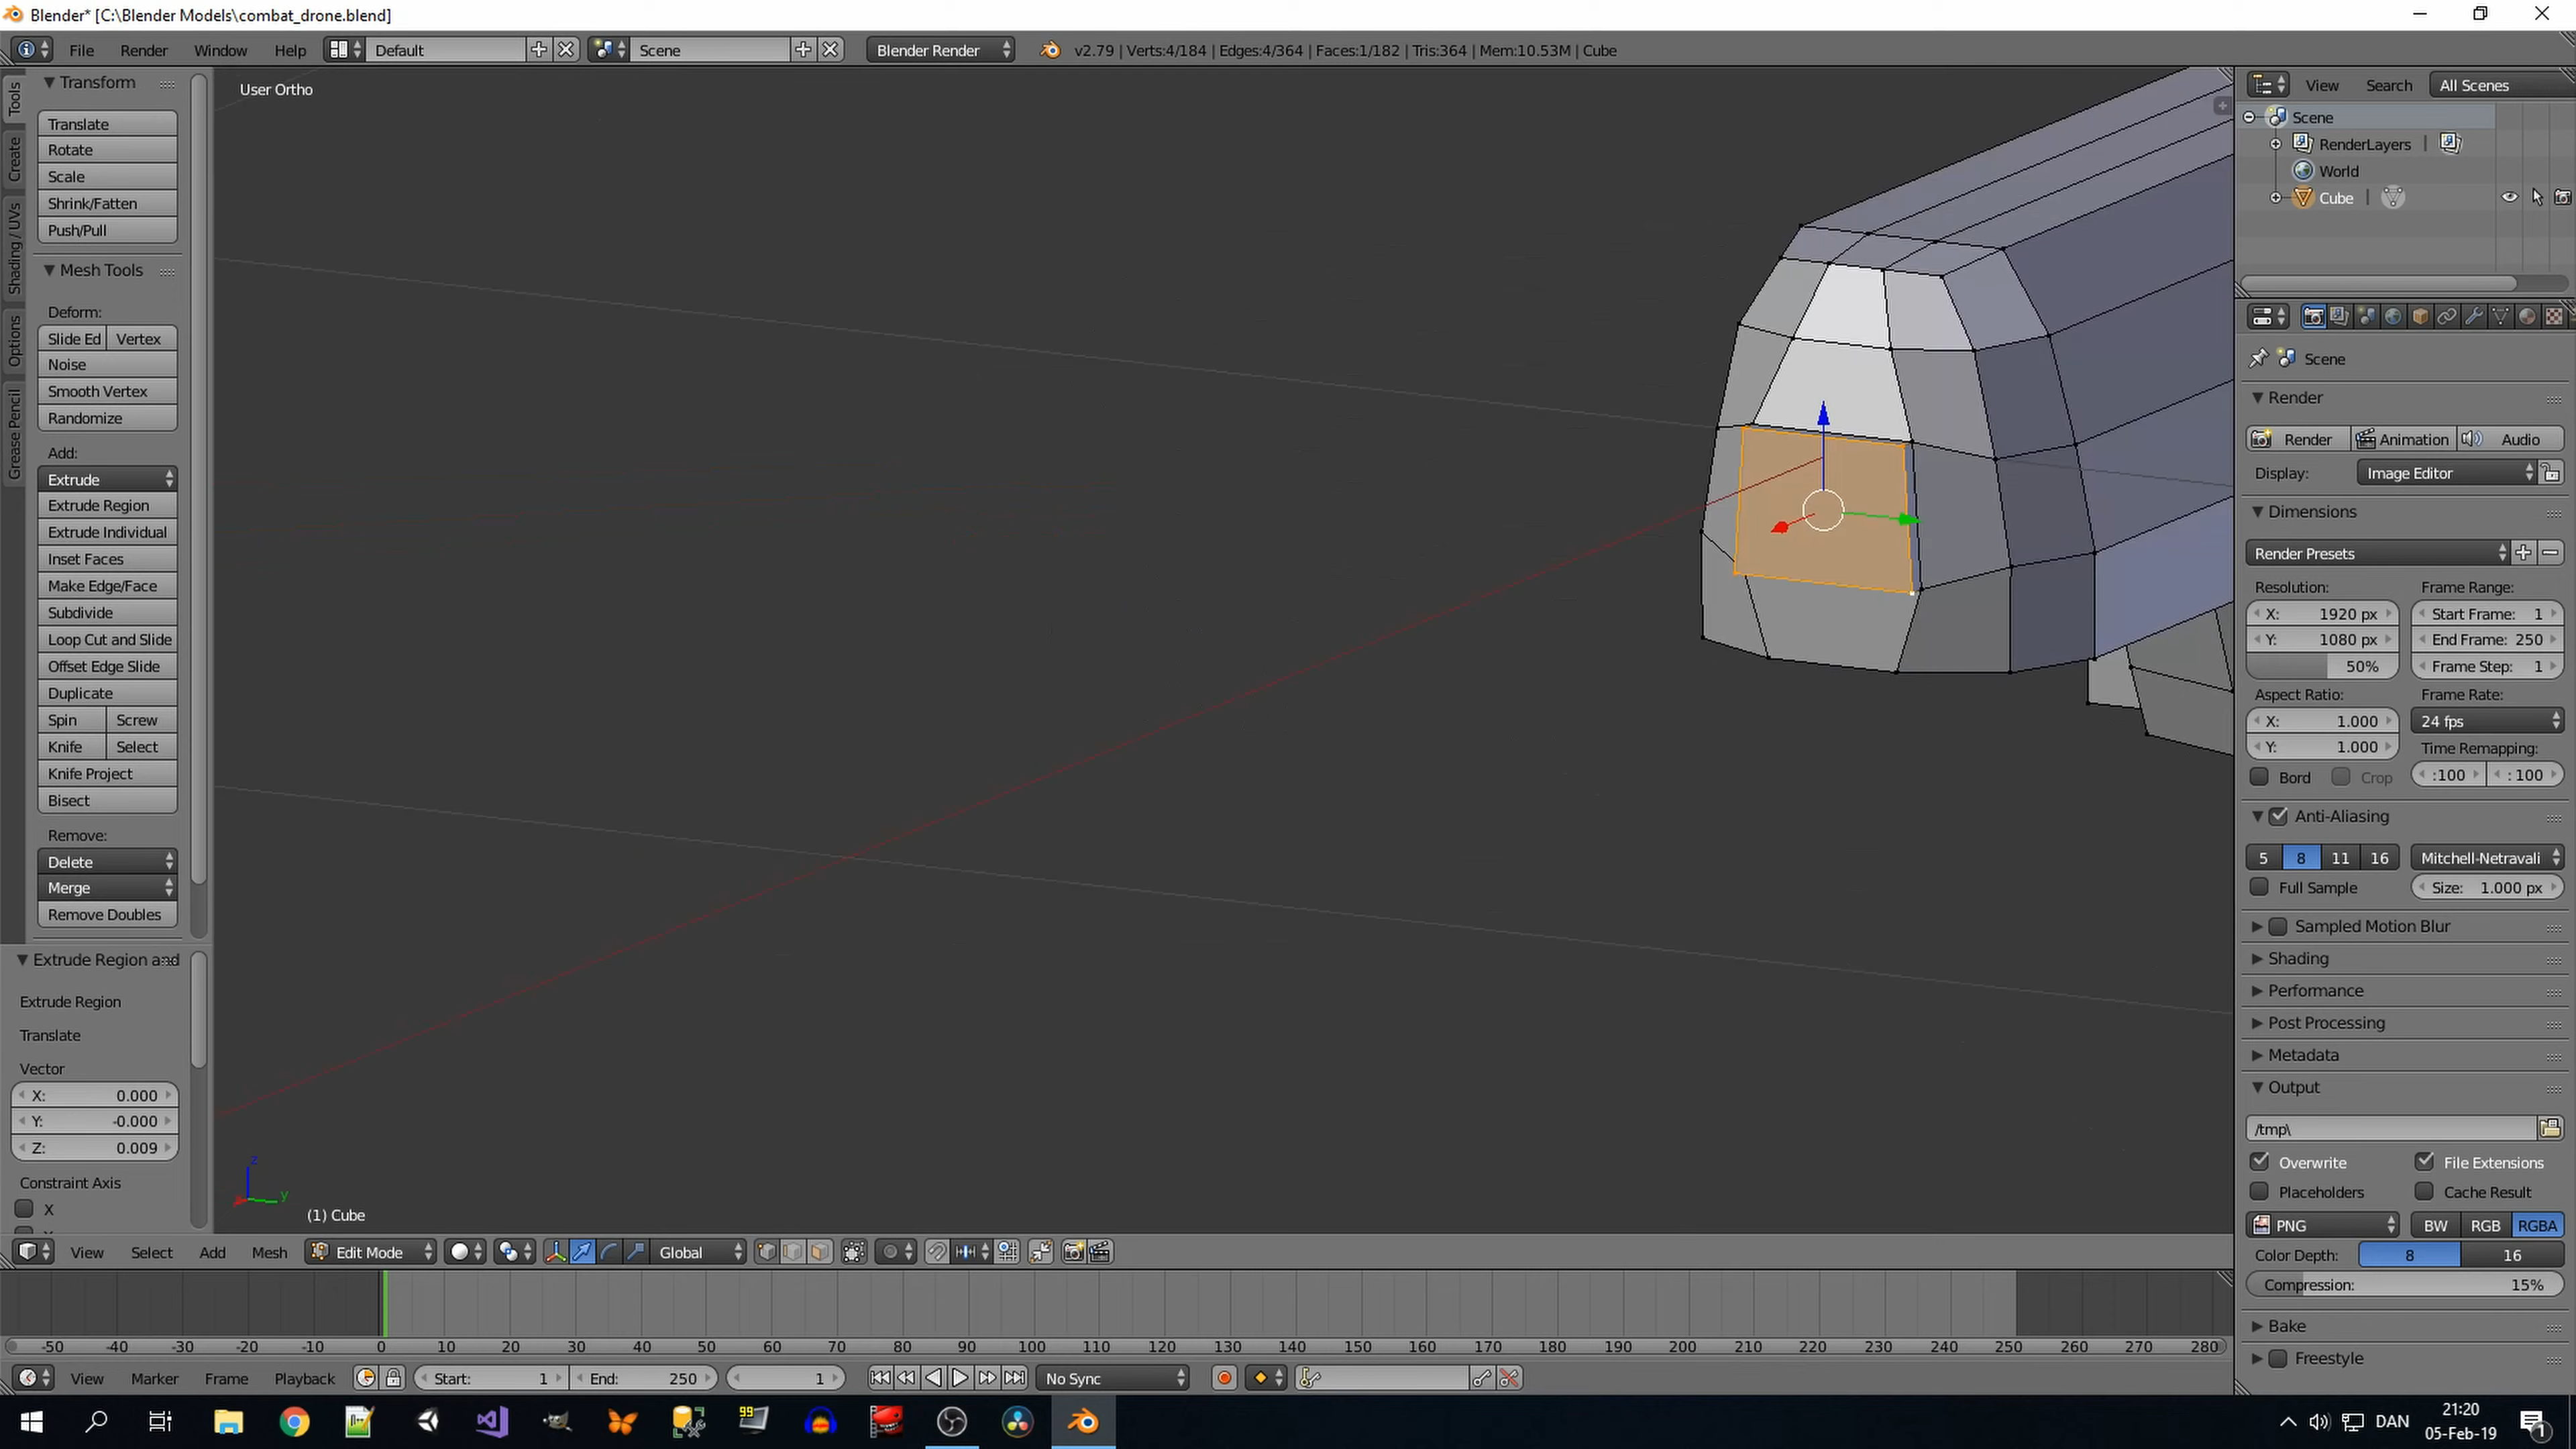 Blender* [C:\Blender Models\combat_drone.blend]
File Render Window Help Default Scene Blender Render v2.79 | Verts:4/184 | Edges:4/364 | Faces:1/182 | Tris:364 | Mem:10.53M | Cube
Tools
Create
Shading / UVs
Options
Grease Pencil
Transform
Translate
Rotate
Scale
Shrink/Fatten
Push/Pull
Mesh Tools
Deform:
Slide Ed Vertex
Noise
Smooth Vertex
Randomize
Add:
Extrude
Extrude Region
Extrude Individual
Inset Faces
Make Edge/Face
Subdivide
Loop Cut and Slide
Offset Edge Slide
Duplicate
Spin Screw
Knife Select
Knife Project
Bisect
Remove:
Delete
Merge
Remove Doubles
Extrude Region and
Extrude Region
Translate
Vector
X: 0.000
Y: -0.000
Z: 0.009
Constraint Axis
X
User Ortho
z
y
(1) Cube
View Search All Scenes
Scene
RenderLayers |
World
Cube |
Scene
Render
Render Animation Audio
Display: Image Editor
Dimensions
Render Presets
Resolution: Frame Range:
X: 1920 px Start Frame: 1
Y: 1080 px End Frame: 250
50% Frame Step: 1
Aspect Ratio: Frame Rate:
X: 1.000 24 fps
Y: 1.000 Time Remapping:
Bord Crop :100 :100
Anti-Aliasing
5 8 11 16 Mitchell-Netravali
Full Sample Size: 1.000 px
Sampled Motion Blur
Shading
Performance
Post Processing
Metadata
Output
/tmp\
Overwrite File Extensions
Placeholders Cache Result
PNG BW RGB RGBA
Color Depth: 8 16
Compression: 15%
Bake
Freestyle
View Select Add Mesh Edit Mode Global
-50 -40 -30 -20 -10 0 10 20 30 40 50 60 70 80 90 100 110 120 130 140 150 160 170 180 190 200 210 220 230 240 250 260 270 280
View Marker Frame Playback Start: 1 End: 250 1 No Sync
99
DAN
21:20
05-Feb-19
1